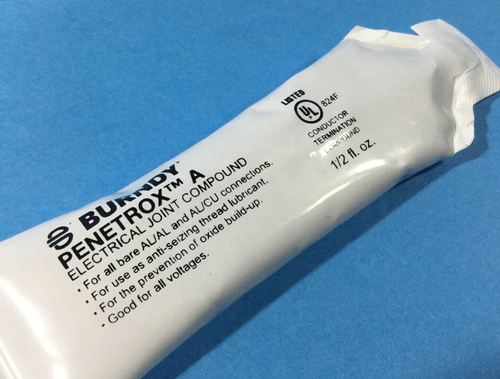 BURNDY
PENETROX™ A
ELECTRICAL JOINT COMPOUND
• For all bare AL/AL and AL/CU connections.
• For use as anti-seizing thread lubricant.
• For the prevention of oxide build-up.
• Good for all voltages.
LISTED
UL 824F
CONDUCTOR
TERMINATION
COMPOUND
1/2 fl. oz.